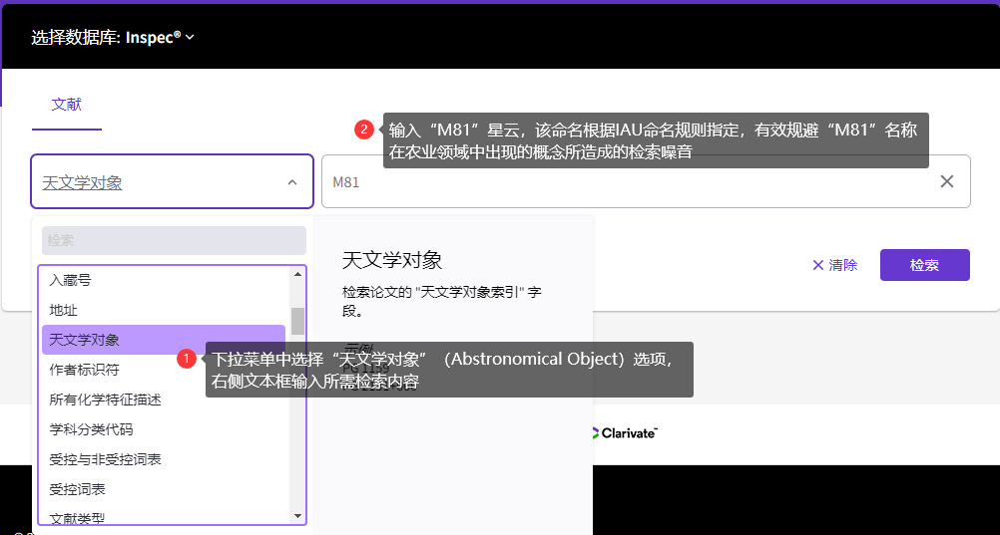 选择数据库: Inspec®
文献
2
输入“M81”星云，该命名根据IAU命名规则指定，有效规避“M81”名称
在农业领域中出现的概念所造成的检索噪音
天文学对象
M81
检索
天文学对象
检索论文的 "天文学对象索引" 字
段。
清除
检索
入藏号
地址
天文学对象
1
下拉菜单中选择“天文学对象”（Abstronomical Object）选项，
右侧文本框输入所需检索内容
示例
PG 1159
作者标识符
所有化学特征描述
学科分类代码
受控与非受控词表
受控词表
文献类型
Clarivate™